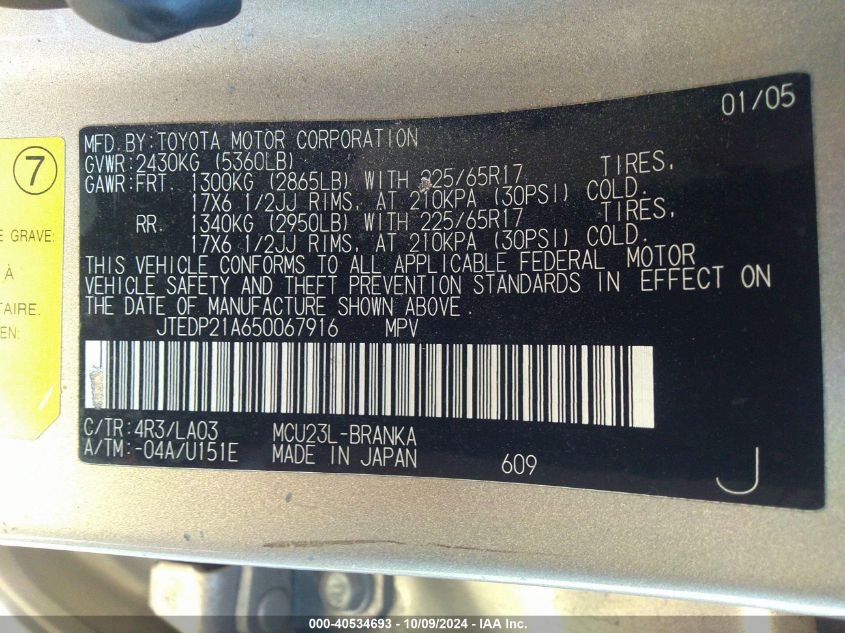 01/05
MFD. BY: TOYOTA MOTOR CORPORATION
GVWR: 2430KG (5360LB)
GAWR: FRT. 1300KG (2865LB) WITH 225/65R17 TIRES,
17X6 1/2JJ RIMS, AT 210KPA (30PSI) COLD.
RR. 1340KG (2950LB) WITH 225/65R17 TIRES,
17X6 1/2JJ RIMS, AT 210KPA (30PSI) COLD.
THIS VEHICLE CONFORMS TO ALL APPLICABLE FEDERAL MOTOR
VEHICLE SAFETY AND THEFT PREVENTION STANDARDS IN EFFECT ON
THE DATE OF MANUFACTURE SHOWN ABOVE.
JTEDP21A650067916 MPV
C/TR: 4R3/LA03 MCU23L-BRANKA
A/TM: -04A/U151E MADE IN JAPAN 609 J
7
GRAVE:
À
000-40534693 - 10/09/2024 - IAA Inc.